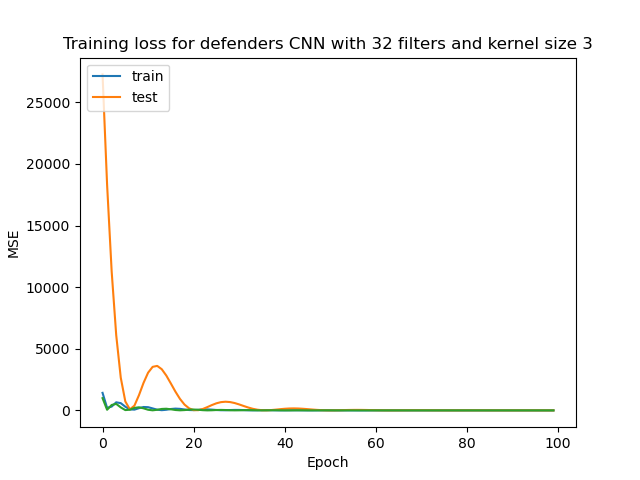 Training loss for defenders CNN with 32 filters and kernel size 3
train
test
25000
20000
15000
10000
5000
0
MSE
0 20 40 60 80 100
Epoch